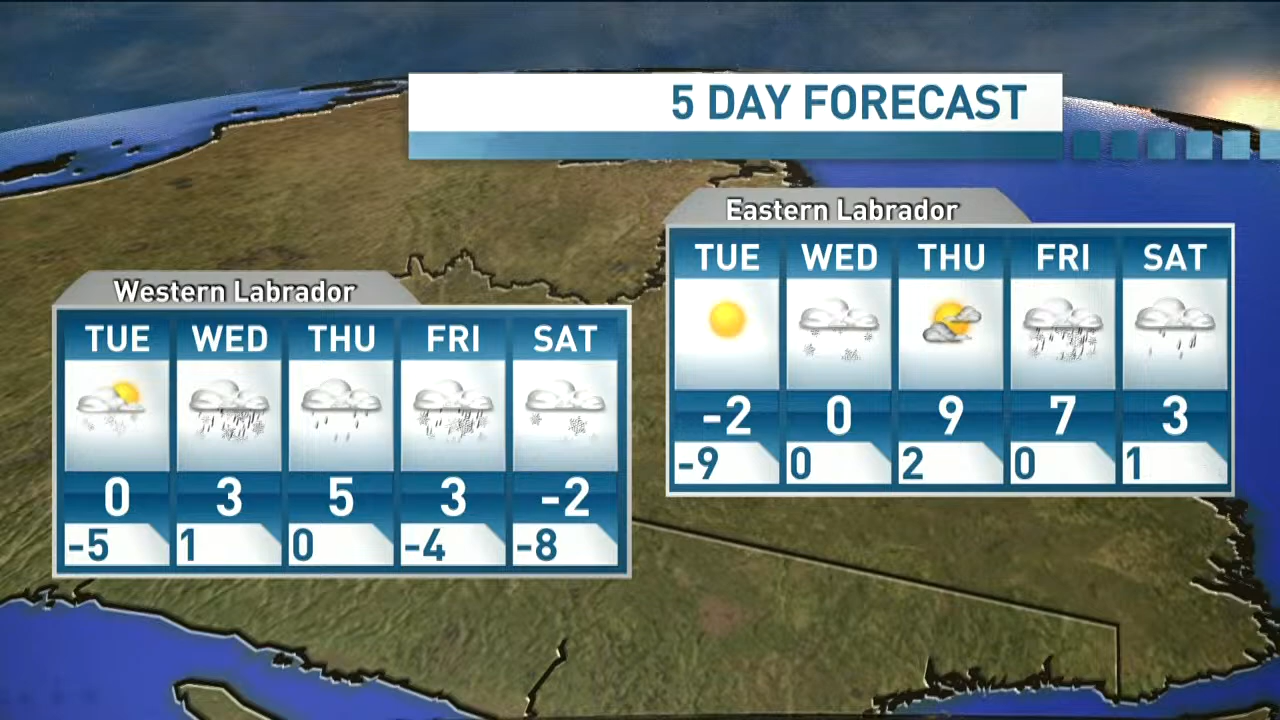 5 DAY FORECAST
Eastern Labrador
TUE WED THU FRI SAT
-2 0 9 7 3
-9 0 2 0 1
Western Labrador
TUE WED THU FRI SAT
0 3 5 3 -2
-5 1 0 -4 -8